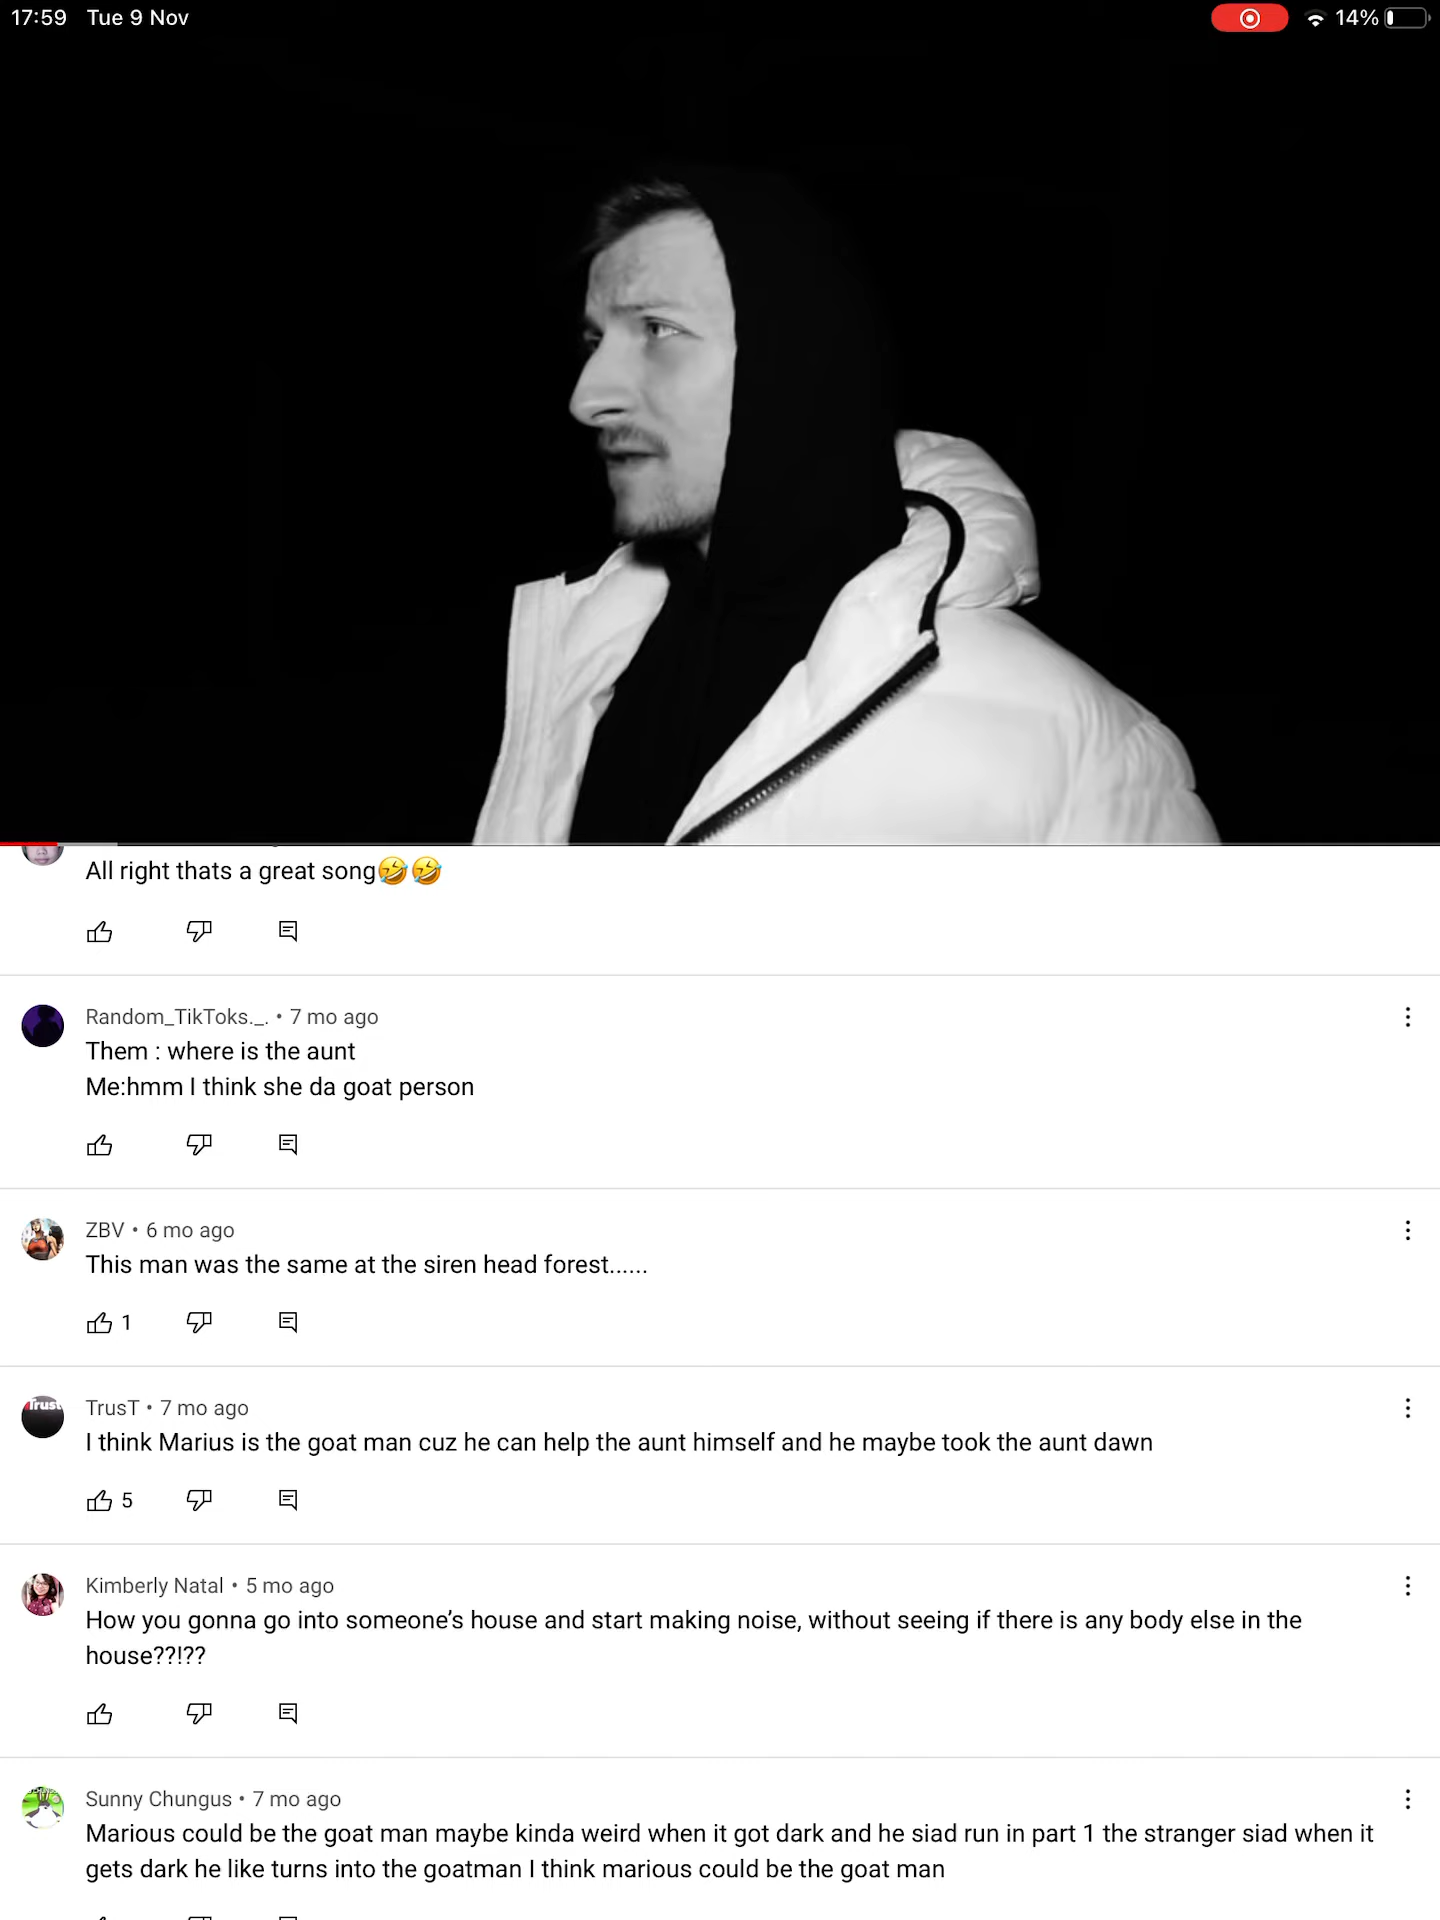 17:59 Tue 9 Nov
14%
All right thats a great song🤣🤣
Random_TikToks._. • 7 mo ago
Them : where is the aunt
Me:hmm I think she da goat person
ZBV • 6 mo ago
This man was the same at the siren head forest......
1
Trust
TrusT • 7 mo ago
I think Marius is the goat man cuz he can help the aunt himself and he maybe took the aunt dawn
5
Kimberly Natal • 5 mo ago
How you gonna go into someone’s house and start making noise, without seeing if there is any body else in the
house??!??
Sunny Chungus • 7 mo ago
Marious could be the goat man maybe kinda weird when it got dark and he siad run in part 1 the stranger siad when it
gets dark he like turns into the goatman I think marious could be the goat man